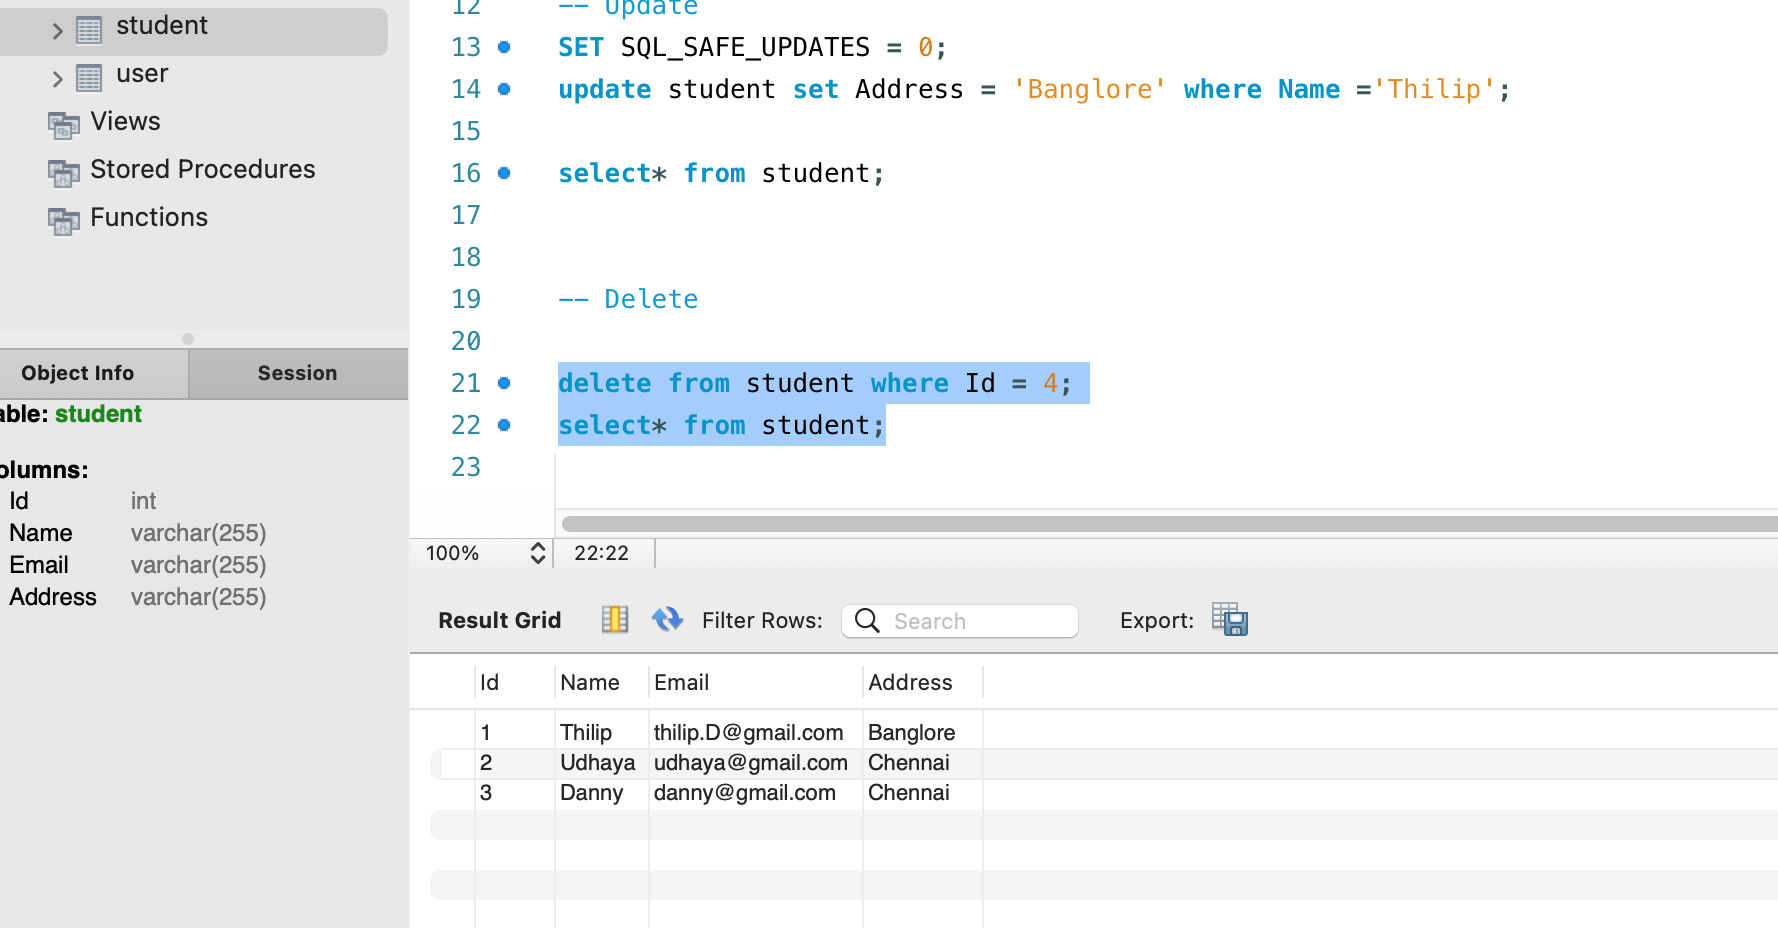 student
user
Views
Stored Procedures
Functions
Object Info Session
able: student
olumns:
Id int
Name varchar(255)
Email varchar(255)
Address varchar(255)
12 -- Update
13 SET SQL_SAFE_UPDATES = 0;
14 update student set Address = 'Banglore' where Name ='Thilip';
15
16 select* from student;
17
18
19 -- Delete
20
21 delete from student where Id = 4;
22 select* from student;
23
100% 22:22
Result Grid Filter Rows: Search Export:
Id Name Email Address
1 Thilip thilip.D@gmail.com Banglore
2 Udhaya udhaya@gmail.com Chennai
3 Danny danny@gmail.com Chennai